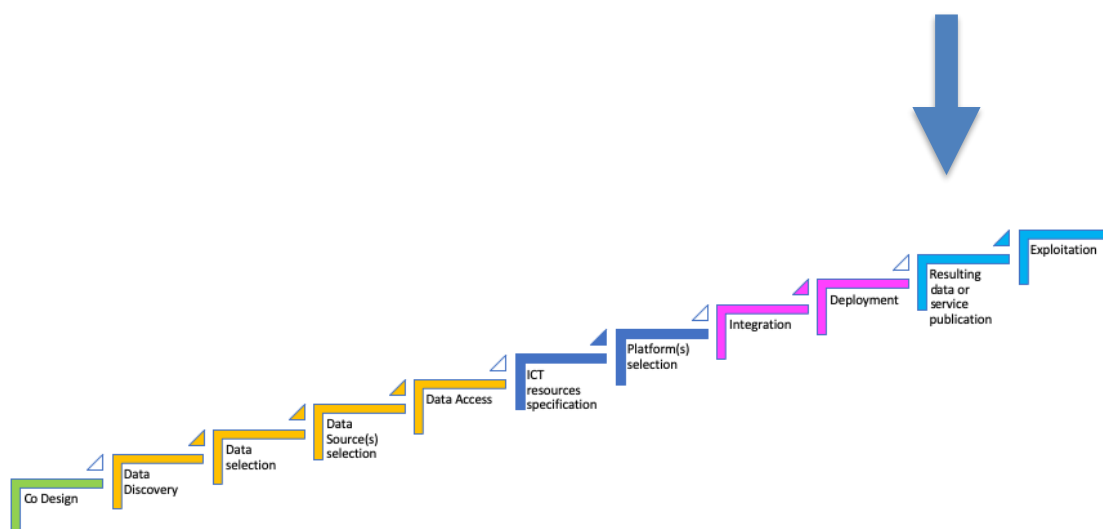 Co Design
Data
Discovery
Data
selection
Data
Source(s)
selection
Data Access
ICT
resources
specification
Platform(s)
selection
Integration
Deployment
Resulting
data or
service
publication
Exploitation